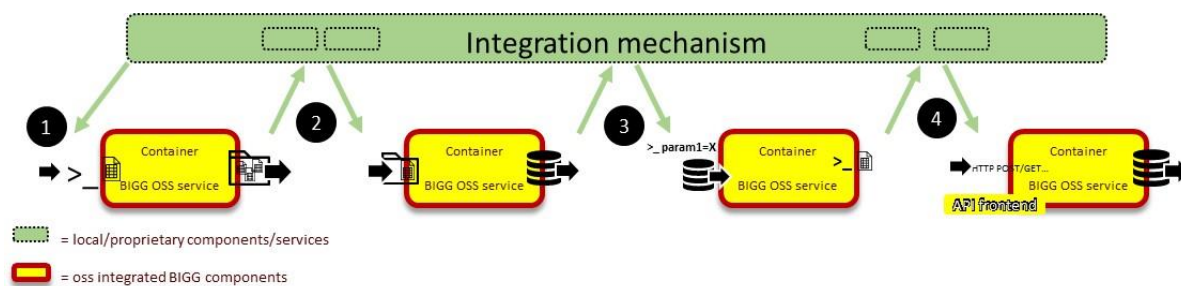 Integration mechanism
1
2
3
4
>_ param1=X
Container
BIGG OSS service
>_
Container
BIGG OSS service
Container
BIGG OSS service
>_
Container
BIGG OSS service
HTTP POST/GET...
API frontend
= local/proprietary components/services
= oss integrated BIGG components